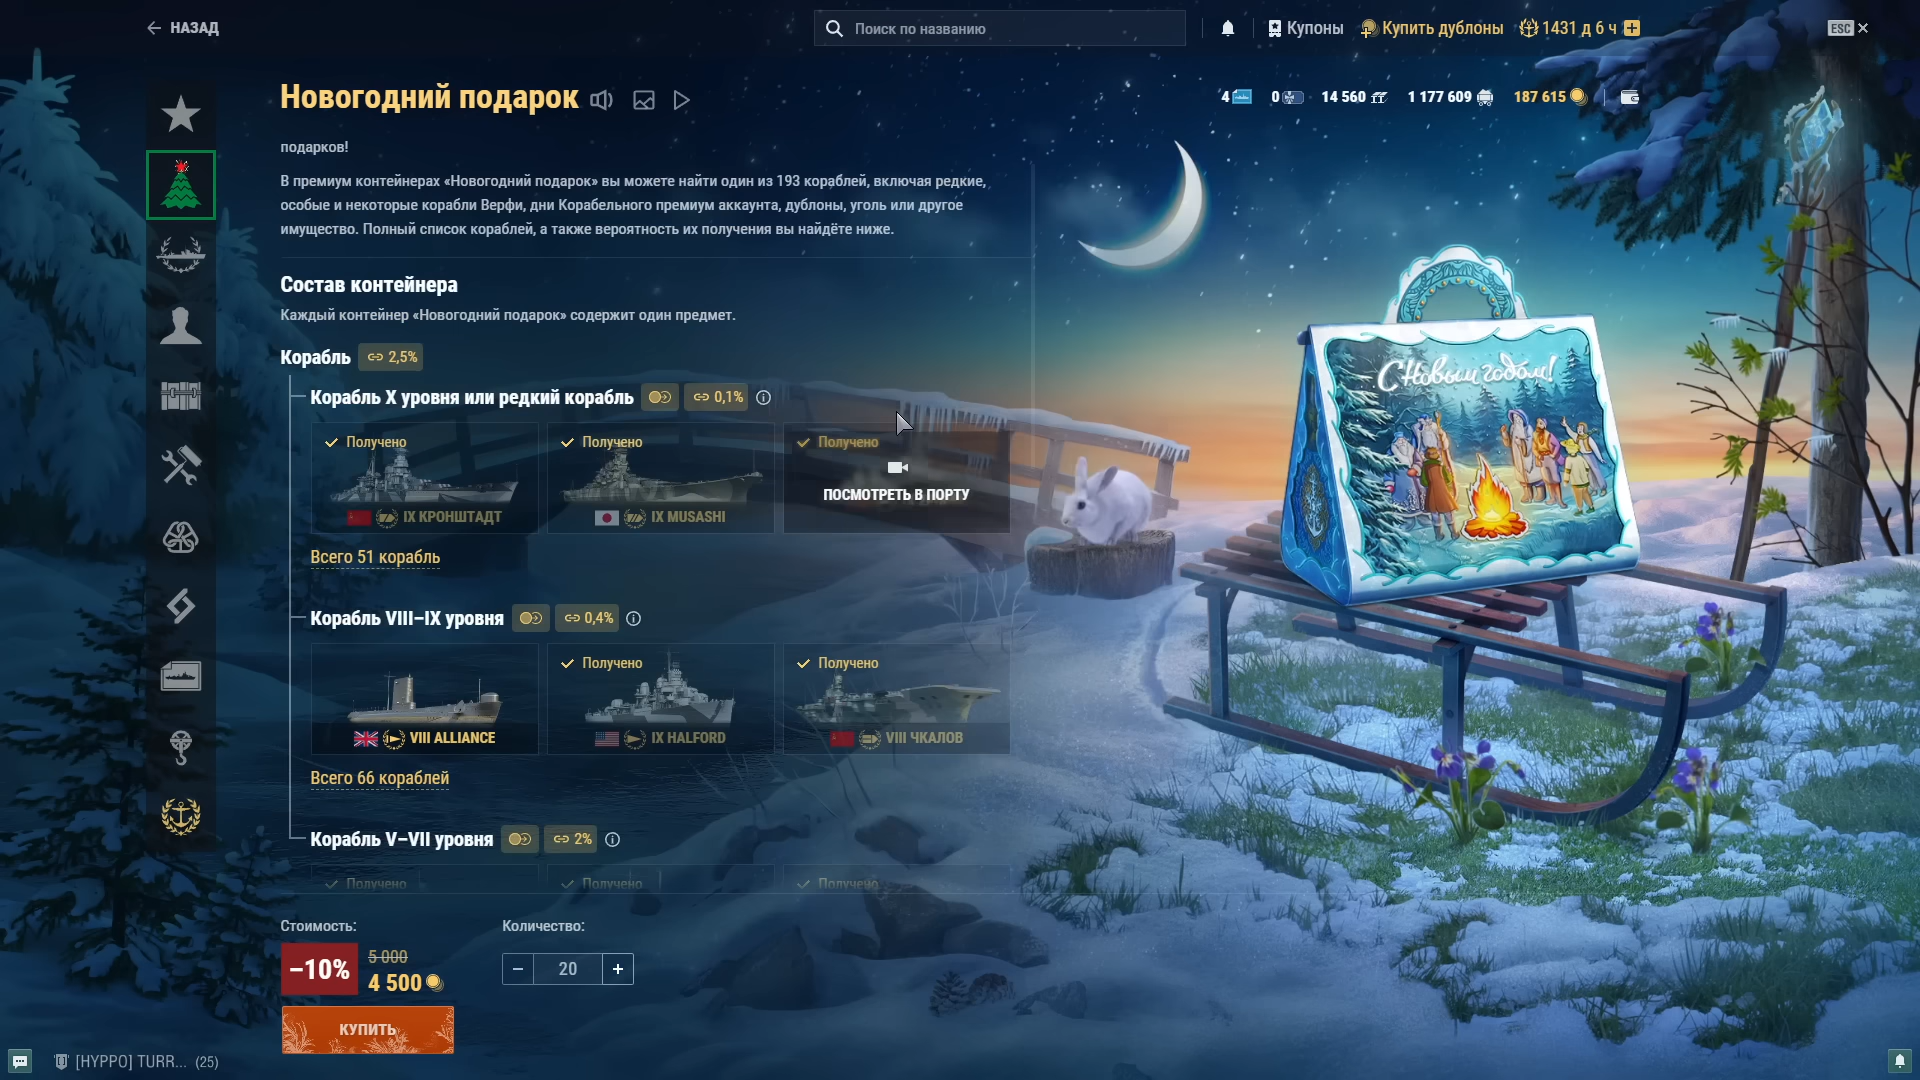 НАЗАД
Поиск по названию
Купоны
Купить дублоны
1431 д 6 ч
ESC
Новогодний подарок
4
0
14 560
1 177 609
187 615
подарков!
В премиум контейнерах «Новогодний подарок» вы можете найти один из 193 кораблей, включая редкие,
особые и некоторые корабли Верфи, дни Корабельного премиум аккаунта, дублоны, уголь или другое
имущество. Полный список кораблей, а также вероятность их получения вы найдёте ниже.
Состав контейнера
Каждый контейнер «Новогодний подарок» содержит один предмет.
Корабль 2,5%
Корабль X уровня или редкий корабль 0,1%
Получено
IX КРОНШТАДТ
Получено
IX MUSASHI
Получено
ПОСМОТРЕТЬ В ПОРТУ
Всего 51 корабль
Корабль VIII–IX уровня 0,4%
VIII ALLIANCE
Получено
IX HALFORD
Получено
VIII ЧКАЛОВ
Всего 66 кораблей
Корабль V–VII уровня 2%
Получено
Получено
Получено
Стоимость:
–10%
5 000
4 500
Количество:
– 20 +
КУПИТЬ
[HYPPO] TURR... (25)
С Новым годом!